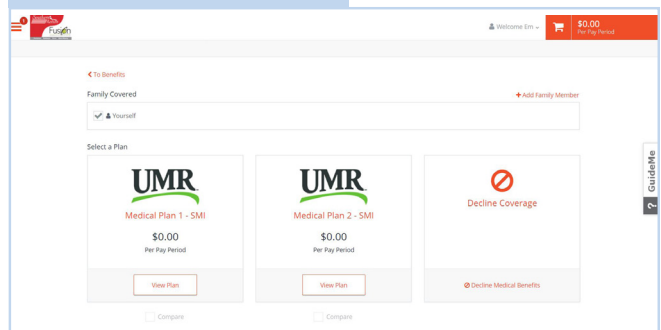 1
Fusion
Welcome Em
$0.00
Per Pay Period
To Benefits
Family Covered
+ Add Family Member
Yourself
Select a Plan
UMR
Medical Plan 1 - SMI
$0.00
Per Pay Period
View Plan
Compare
UMR
Medical Plan 2 - SMI
$0.00
Per Pay Period
View Plan
Compare
Decline Coverage
Decline Medical Benefits
? GuideMe